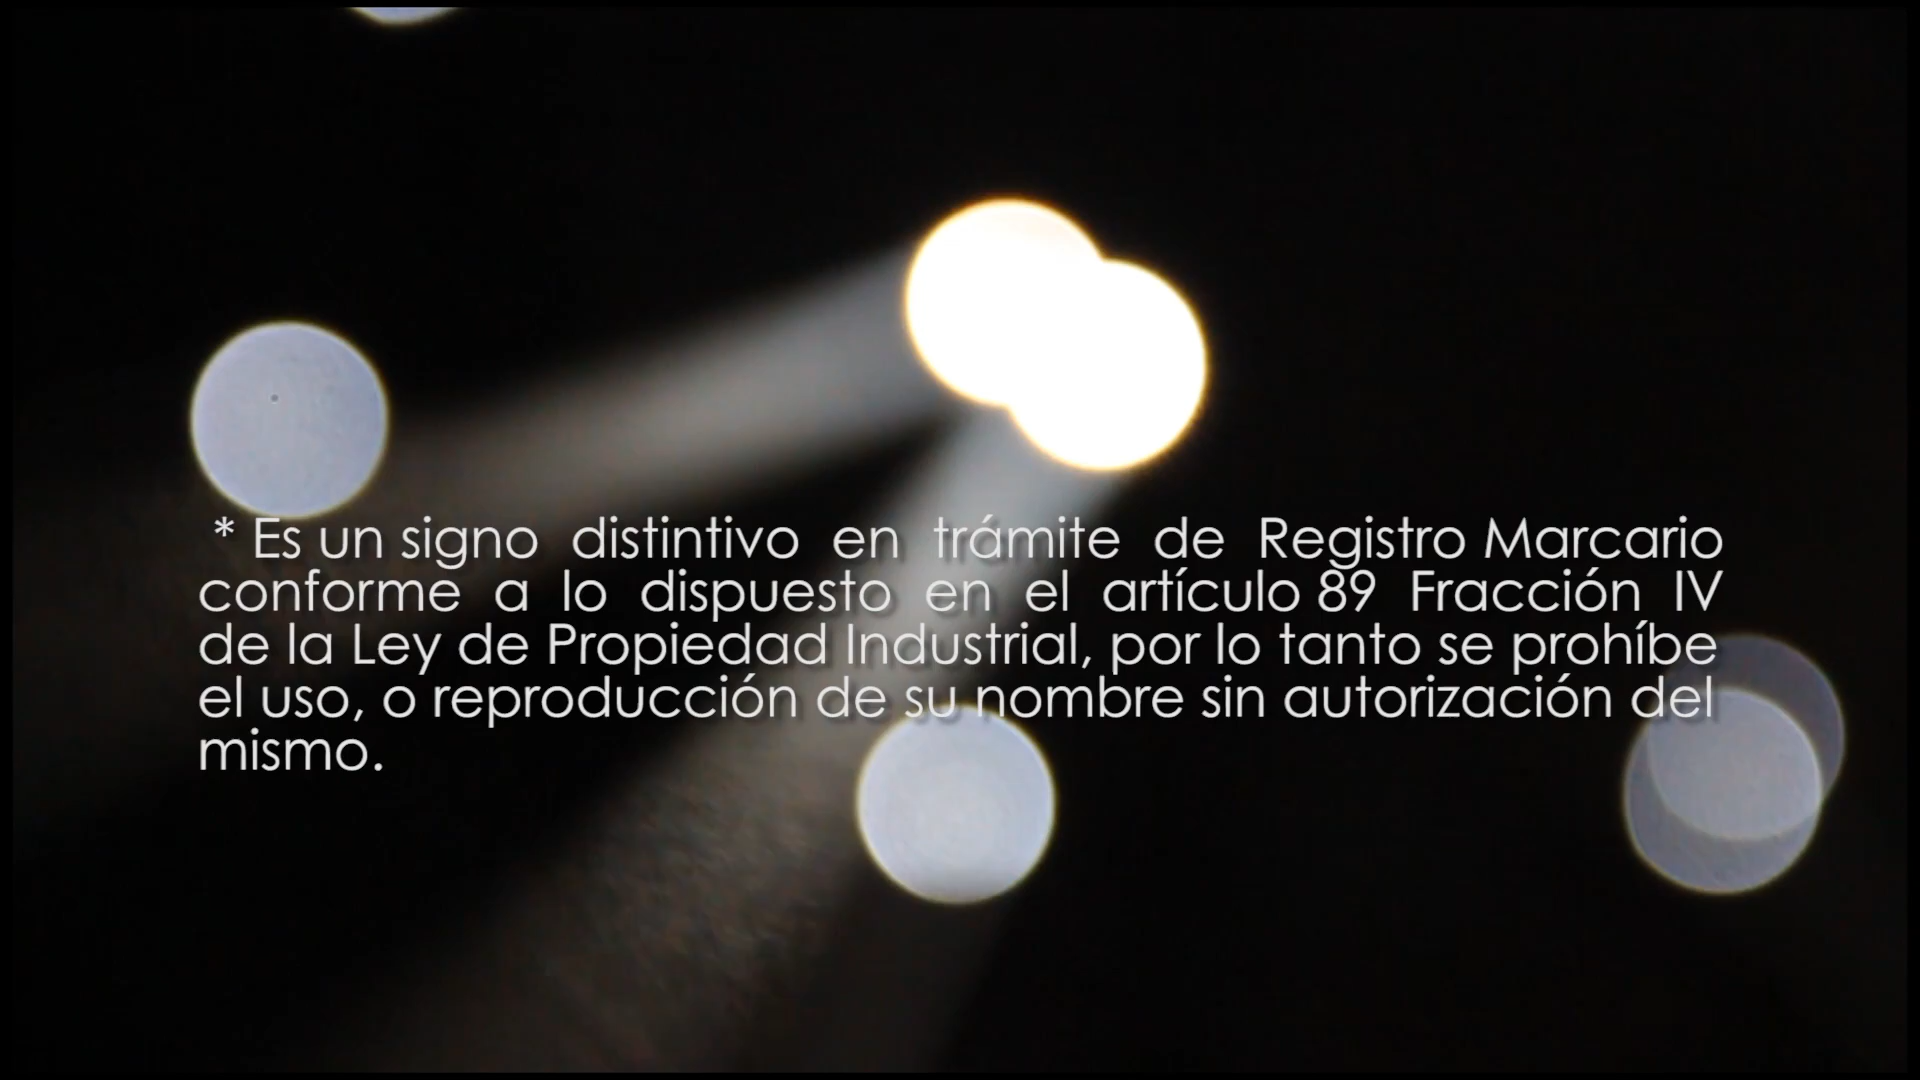 * Es un signo distintivo en trámite de Registro Marcario
conforme a lo dispuesto en el artículo 89 Fracción IV
de la Ley de Propiedad Industrial, por lo tanto se prohíbe
el uso, o reproducción de su nombre sin autorización del
mismo.